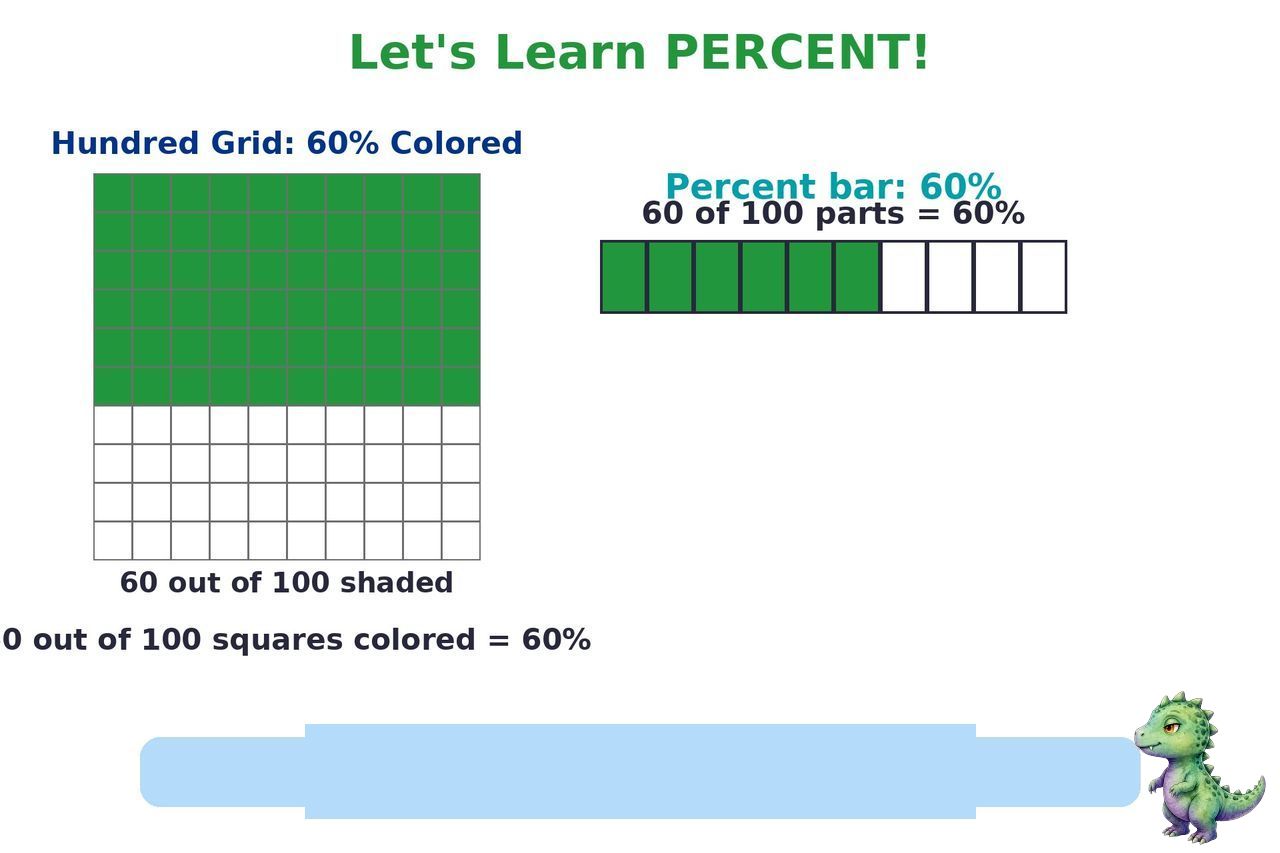 Let's Learn PERCENT!
Hundred Grid: 60% Colored
Percent bar: 60%
60 of 100 parts = 60%
60 out of 100 shaded
0 out of 100 squares colored = 60%